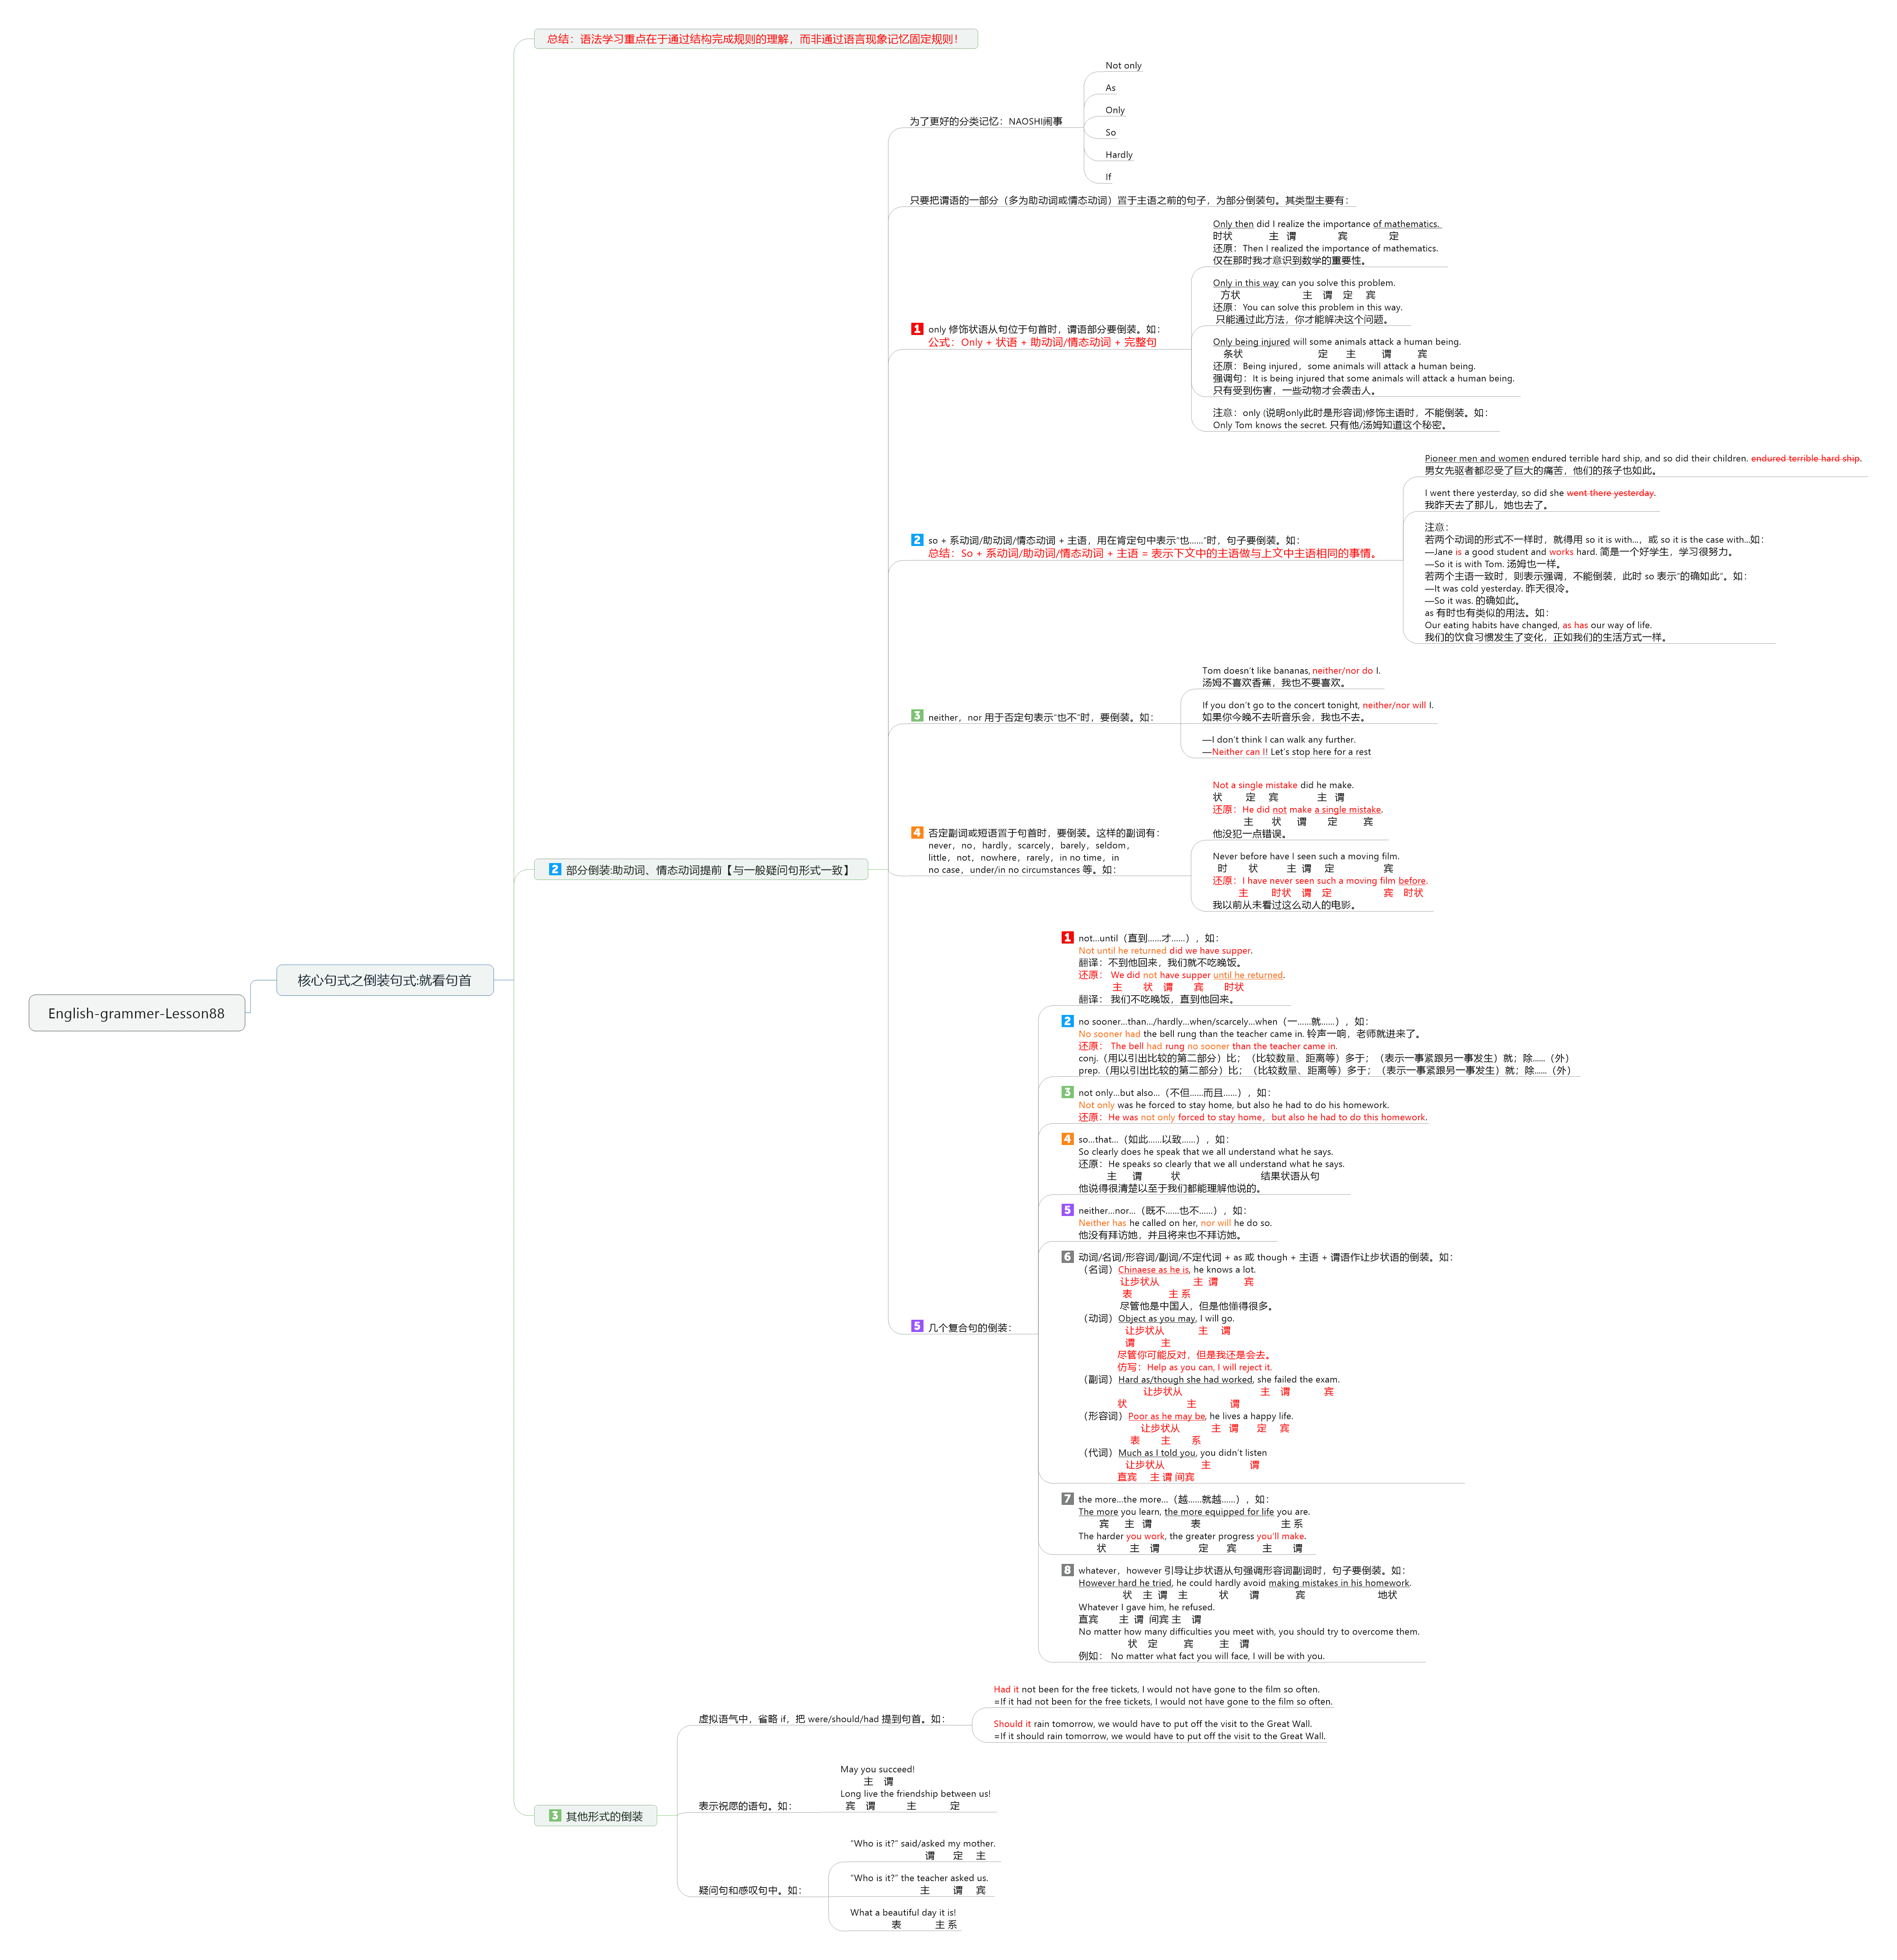 English-grammer-Lesson88
核心句式之倒装句式:就看句首
总结：语法学习重点在于通过结构完成规则的理解，而非通过语言现象记忆固定规则！
2 部分倒装:助动词、情态动词提前【与一般疑问句形式一致】
为了更好的分类记忆：NAOSHI闹事
Not only
As
Only
So
Hardly
If
只要把谓语的一部分（多为助动词或情态动词）置于主语之前的句子，为部分倒装句。其类型主要有：
1 only 修饰状语从句位于句首时，谓语部分要倒装。如：
公式：Only + 状语 + 助动词/情态动词 + 完整句
Only then did I realize the importance of mathematics.
时状 主 谓 宾 定
还原：Then I realized the importance of mathematics.
仅在那时我才意识到数学的重要性。
Only in this way can you solve this problem.
方状 主 谓 定 宾
还原：You can solve this problem in this way.
只能通过此方法，你才能解决这个问题。
Only being injured will some animals attack a human being.
条状 定 主 谓 宾
还原：Being injured，some animals will attack a human being.
强调句：It is being injured that some animals will attack a human being.
只有受到伤害，一些动物才会袭击人。
注意：only (说明only此时是形容词)修饰主语时，不能倒装。如：
Only Tom knows the secret. 只有他/汤姆知道这个秘密。
2 so + 系动词/助动词/情态动词 + 主语，用在肯定句中表示“也……”时，句子要倒装。如：
总结：So + 系动词/助动词/情态动词 + 主语 = 表示下文中的主语做与上文中主语相同的事情。
Pioneer men and women endured terrible hard ship, and so did their children. endured terrible hard ship.
男女先驱者都忍受了巨大的痛苦，他们的孩子也如此。
I went there yesterday, so did she went there yesterday.
我昨天去了那儿，她也去了。
注意：
若两个动词的形式不一样时，就得用 so it is with...，或 so it is the case with...如：
—Jane is a good student and works hard. 简是一个好学生，学习很努力。
—So it is with Tom. 汤姆也一样。
若两个主语一致时，则表示强调，不能倒装，此时 so 表示“的确如此”。如：
—It was cold yesterday. 昨天很冷。
—So it was. 的确如此。
as 有时也有类似的用法。如：
Our eating habits have changed, as has our way of life.
我们的饮食习惯发生了变化，正如我们的生活方式一样。
3 neither，nor 用于否定句表示“也不”时，要倒装。如：
Tom doesn't like bananas, neither/nor do I.
汤姆不喜欢香蕉，我也不要喜欢。
If you don't go to the concert tonight, neither/nor will I.
如果你今晚不去听音乐会，我也不去。
—I don't think I can walk any further.
—Neither can I! Let's stop here for a rest
4 否定副词或短语置于句首时，要倒装。这样的副词有：
never，no，hardly，scarcely，barely，seldom，
little，not，nowhere，rarely，in no time，in
no case，under/in no circumstances 等。如：
Not a single mistake did he make.
状 定 宾 主 谓
还原：He did not make a single mistake.
主 状 谓 定 宾
他没犯一点错误。
Never before have I seen such a moving film.
时 状 主 谓 定 宾
还原：I have never seen such a moving film before.
主 时状 谓 定 宾 时状
我以前从未看过这么动人的电影。
5 几个复合句的倒装：
1 not...until（直到……才……），如：
Not until he returned did we have supper.
翻译：不到他回来，我们就不吃晚饭。
还原： We did not have supper until he returned.
主 状 谓 宾 时状
翻译： 我们不吃晚饭，直到他回来。
2 no sooner...than.../hardly...when/scarcely...when（一……就……），如：
No sooner had the bell rung than the teacher came in. 铃声一响，老师就进来了。
还原： The bell had rung no sooner than the teacher came in.
conj.（用以引出比较的第二部分）比；（比较数量、距离等）多于；（表示一事紧跟另一事发生）就；除……（外）
prep.（用以引出比较的第二部分）比；（比较数量、距离等）多于；（表示一事紧跟另一事发生）就；除……（外）
3 not only...but also...（不但……而且……），如：
Not only was he forced to stay home, but also he had to do his homework.
还原：He was not only forced to stay home，but also he had to do this homework.
4 so...that...（如此……以致……），如：
So clearly does he speak that we all understand what he says.
还原：He speaks so clearly that we all understand what he says.
主 谓 状 结果状语从句
他说得很清楚以至于我们都能理解他说的。
5 neither...nor...（既不……也不……），如：
Neither has he called on her, nor will he do so.
他没有拜访她，并且将来也不拜访她。
6 动词/名词/形容词/副词/不定代词 + as 或 though + 主语 + 谓语作让步状语的倒装。如：
（名词）Chinaese as he is, he knows a lot.
让步状从 主 谓 宾
表 主 系
尽管他是中国人，但是他懂得很多。
（动词）Object as you may, I will go.
让步状从 主 谓
谓 主
尽管你可能反对，但是我还是会去。
仿写：Help as you can, I will reject it.
（副词）Hard as/though she had worked, she failed the exam.
让步状从 主 谓 宾
状 主 谓
（形容词）Poor as he may be, he lives a happy life.
让步状从 主 谓 定 宾
表 主 系
（代词）Much as I told you, you didn't listen
让步状从 主 谓
直宾 主 谓 间宾
7 the more...the more...（越……就越……），如：
The more you learn, the more equipped for life you are.
宾 主 谓 表 主 系
The harder you work, the greater progress you'll make.
状 主 谓 定 宾 主 谓
8 whatever，however 引导让步状语从句强调形容词副词时，句子要倒装。如：
However hard he tried, he could hardly avoid making mistakes in his homework.
状 主 谓 主 状 谓 宾 地状
Whatever I gave him, he refused.
直宾 主 谓 间宾 主 谓
No matter how many difficulties you meet with, you should try to overcome them.
状 定 宾 主 谓
例如： No matter what fact you will face, I will be with you.
3 其他形式的倒装
虚拟语气中，省略 if，把 were/should/had 提到句首。如：
Had it not been for the free tickets, I would not have gone to the film so often.
=If it had not been for the free tickets, I would not have gone to the film so often.
Should it rain tomorrow, we would have to put off the visit to the Great Wall.
=If it should rain tomorrow, we would have to put off the visit to the Great Wall.
表示祝愿的语句。如：
May you succeed!
主 谓
Long live the friendship between us!
宾 谓 主 定
疑问句和感叹句中。如：
“Who is it?” said/asked my mother.
谓 定 主
“Who is it?” the teacher asked us.
主 谓 宾
What a beautiful day it is!
表 主 系